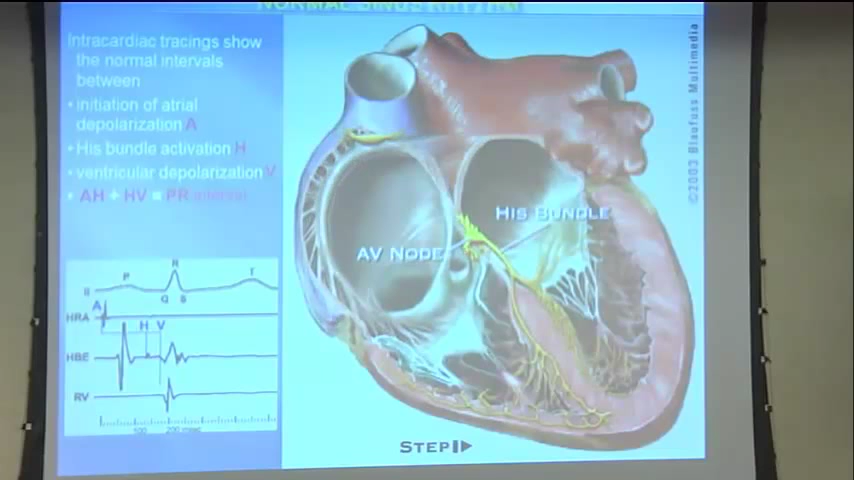 NORMAL SINUS RHYTHM
Intracardiac tracings show
the normal intervals
between
• initiation of atrial
depolarization A
• His bundle activation H
• ventricular depolarization V
• AH + HV = PR interval
©2003 Blaufuss Multimedia
HIS BUNDLE
AV NODE
R
P
T
II
Q S
A
HRA
H V
HBE
RV
100 200 msec
STEP